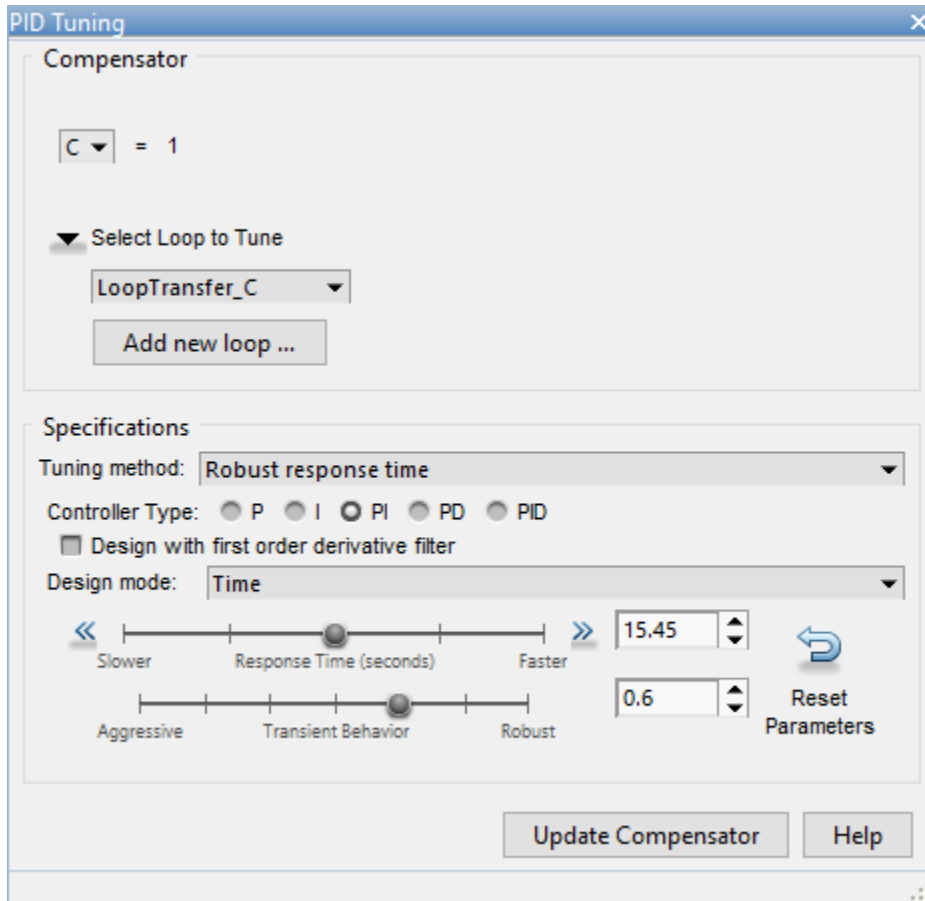 PID Tuning
Compensator
C = 1
Select Loop to Tune
LoopTransfer_C
Add new loop ...
Specifications
Tuning method: Robust response time
Controller Type: P I PI PD PID
Design with first order derivative filter
Design mode: Time
15.45
Slower Response Time (seconds) Faster
0.6
Aggressive Transient Behavior Robust
Reset
Parameters
Update Compensator Help